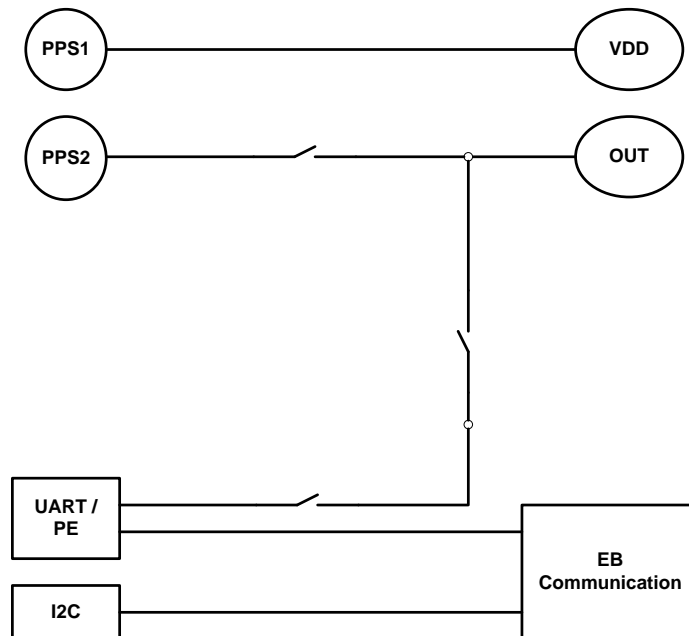 PPS1
VDD
PPS2
OUT
UART /
PE
EB
Communication
I2C